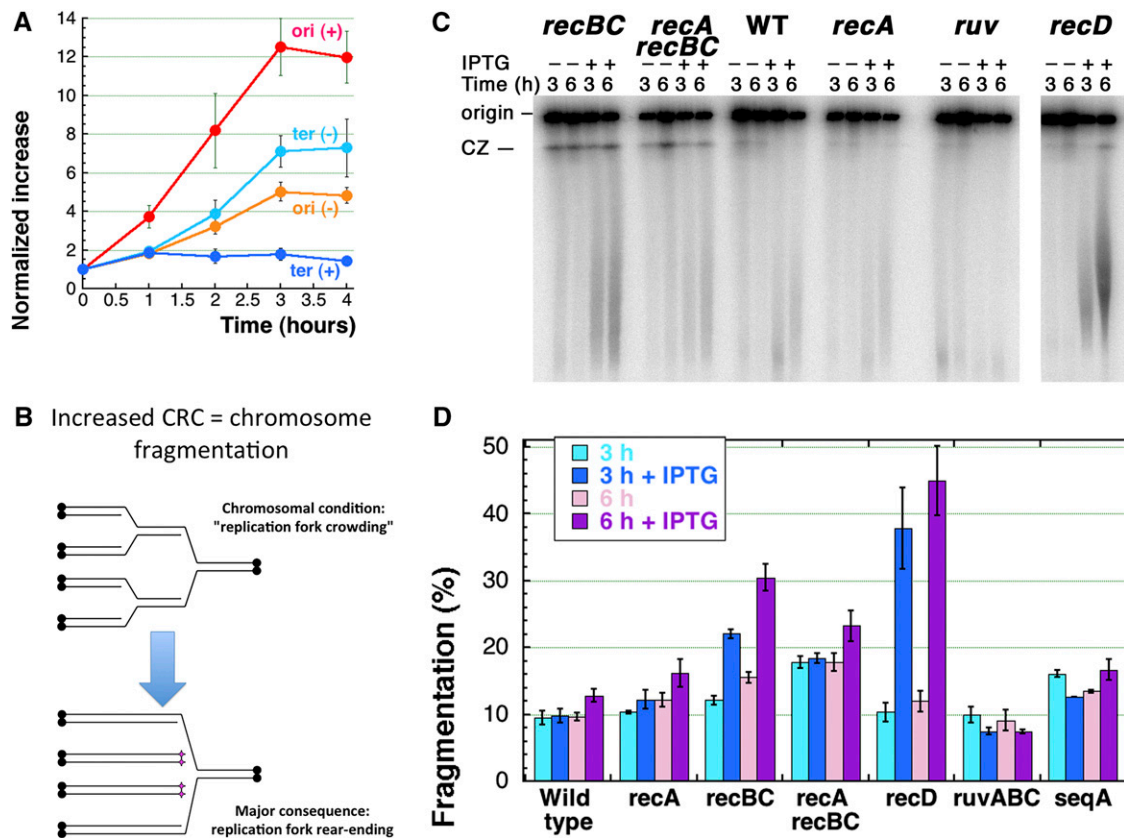 A
Normalized increase
14
12
10
8
6
4
2
0
ori (+)
ter (-)
ori (-)
ter (+)
0 0.5 1 1.5 2 2.5 3 3.5 4
Time (hours)
B Increased CRC = chromosome
fragmentation
Chromosomal condition:
"replication fork crowding"
Major consequence:
replication fork rear-ending
C
recBC recA recBC WT recA ruv recD
IPTG – – + + – – + + – – + + – – + + – – + + – – + +
Time (h) 3 6 3 6 3 6 3 6 3 6 3 6 3 6 3 6 3 6 3 6 3 6 3 6
origin –
CZ –
D
Fragmentation (%)
50
40
30
20
10
0
3 h
3 h + IPTG
6 h
6 h + IPTG
Wild type recA recBC recA recBC recD ruvABC seqA